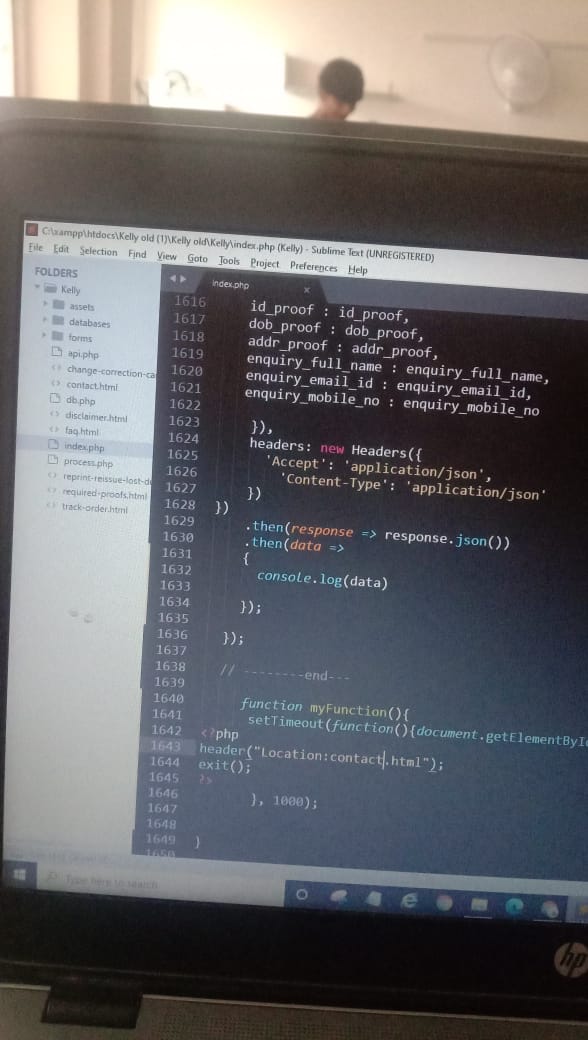 C:\xampp\htdocs\Kelly old (1)\Kelly old\Kelly\index.php (Kelly) - Sublime Text (UNREGISTERED)
File Edit Selection Find View Goto Tools Project Preferences Help
FOLDERS
Kelly
assets
databases
forms
api.php
change-correction-ca
contact.html
db.php
disclaimer.html
faq.html
index.php
process.php
reprint-reissue-lost-d
required-proofs.html
track-order.html
index.php
1616 id_proof : id_proof,
1617 dob_proof : dob_proof,
1618 addr_proof : addr_proof,
1619 enquiry_full_name : enquiry_full_name,
1620 enquiry_email_id : enquiry_email_id,
1621 enquiry_mobile_no : enquiry_mobile_no
1622
1623 }),
1624 headers: new Headers({
1625 'Accept': 'application/json',
1626 'Content-Type': 'application/json'
1627 })
1628 })
1629 .then(response => response.json())
1630 .then(data =>
1631 {
1632 console.log(data)
1633
1634 });
1635
1636 });
1637
1638 // --------end---
1639
1640 function myFunction(){
1641 setTimeout(function(){document.getElementById
1642 <?php
1643 header("Location:contact.html");
1644 exit();
1645 ?>
1646 }, 1000);
1647
1648
1649 }
1650
Type here to search
hp